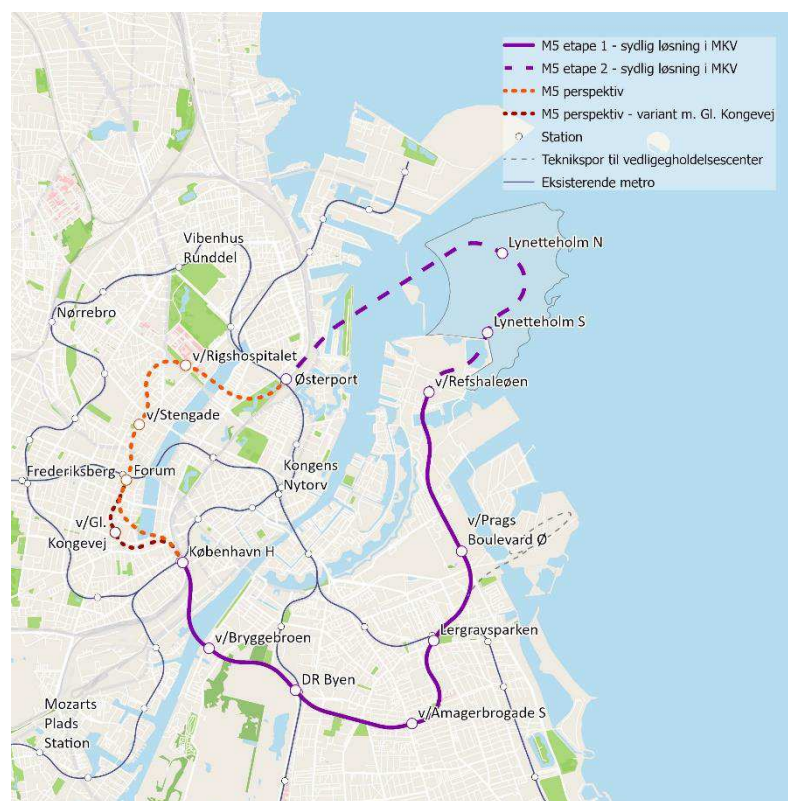 M5 etape 1 - sydlig løsning i MKV
M5 etape 2 - sydlig løsning i MKV
M5 perspektiv
M5 perspektiv - variant m. Gl. Kongevej
Station
Teknikspor til vedligegholdelsescenter
Eksisterende metro
Vibenhus
Runddel
Lynetteholm N
Nørrebro
Lynetteholm S
v/Rigshospitalet
Østerport
v/Refshaleøen
v/Stengade
Frederiksberg
Forum
Kongens
Nytorv
v/Gl.
Kongevej
København H
v/Prags
Boulevard Ø
v/Bryggebroen
Lergravsparken
DR Byen
v/Amagerbrogade S
Mozarts
Plads
Station